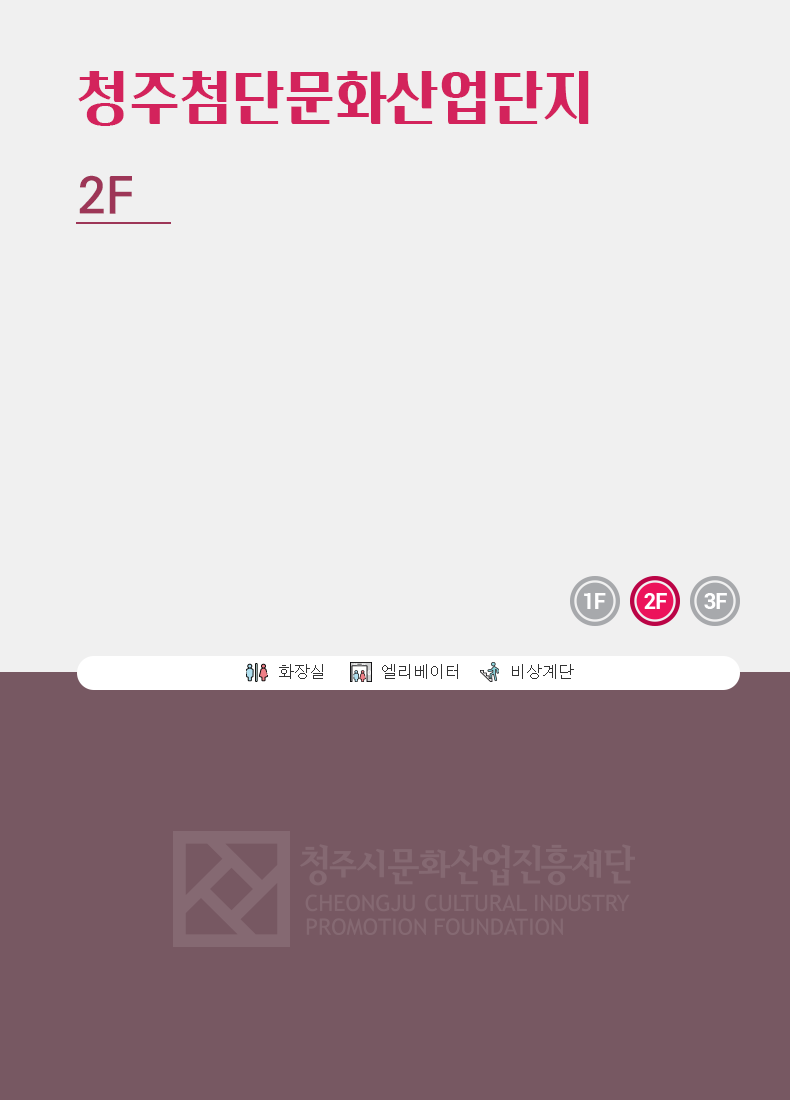 청주첨단문화산업단지
2F
1F 2F 3F
화장실 엘리베이터 비상계단
청주시문화산업진흥재단
CHEONGJU CULTURAL INDUSTRY
PROMOTION FOUNDATION